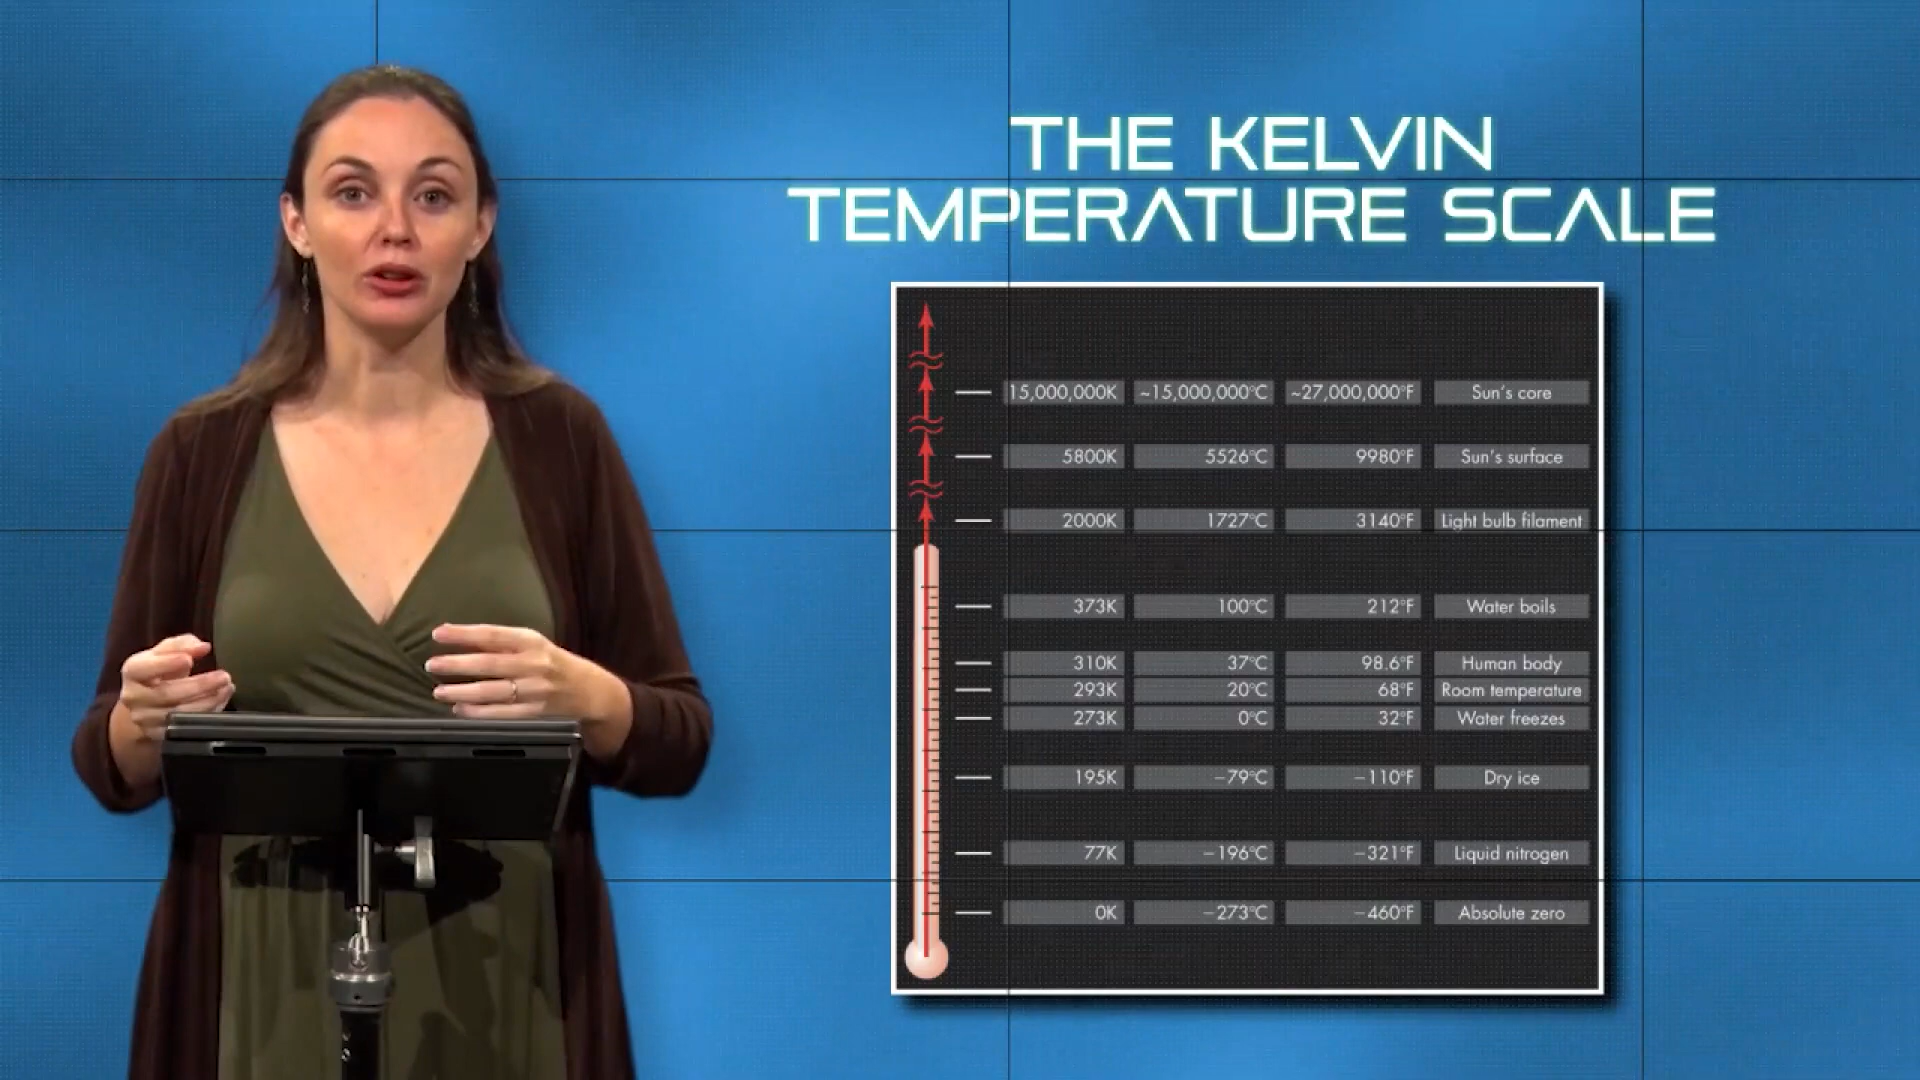 THE KELVIN
TEMPERATURE SCALE
15,000,000K ~15,000,000°C ~27,000,000°F Sun's core
5800K 5526°C 9980°F Sun's surface
2000K 1727°C 3140°F Light bulb filament
373K 100°C 212°F Water boils
310K 37°C 98.6°F Human body
293K 20°C 68°F Room temperature
273K 0°C 32°F Water freezes
195K −79°C −110°F Dry ice
77K −196°C −321°F Liquid nitrogen
0K −273°C −460°F Absolute zero